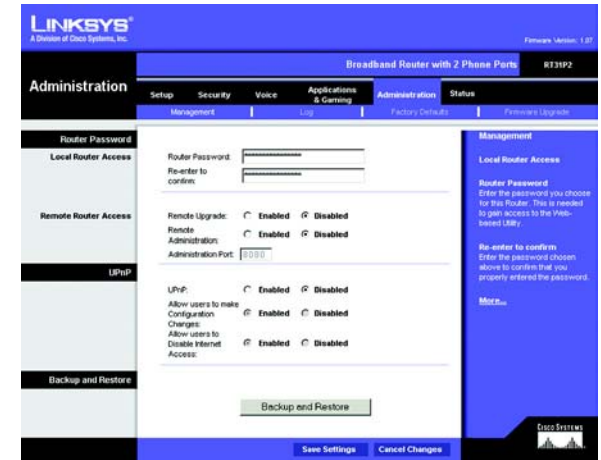 LINKSYS®
A Division of Cisco Systems, Inc.
Firmware Version: 1.07
Broadband Router with 2 Phone Ports
RT31P2
Administration
Setup
Security
Voice
Applications & Gaming
Administration
Status
Management
Log
Factory Defaults
Firmware Upgrade
Router Password
Local Router Access
Router Password:
Re-enter to
confirm:
Remote Router Access
Remote Upgrade:
Enabled
Disabled
Remote
Administration:
Enabled
Disabled
Administration Port:
8080
UPnP
UPnP:
Enabled
Disabled
Allow users to make
Configuration
Changes:
Enabled
Disabled
Allow users to
Disable Internet
Access:
Enabled
Disabled
Backup and Restore
Backup and Restore
Save Settings
Cancel Changes
Management
Local Router Access
Router Password
Enter the password you choose
for this Router. This is needed
to gain access to the Web-
based Utility.
Re-enter to confirm
Enter the password chosen
above to confirm that you
properly entered the password.
More...
CISCO SYSTEMS